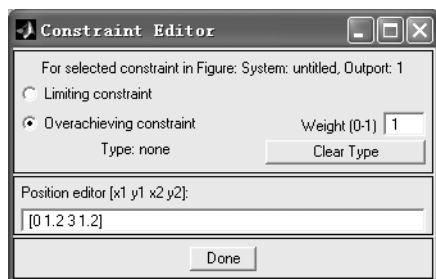 Constraint Editor
For selected constraint in Figure: System: untitled, Outport: 1
Limiting constraint
Overachieving constraint
Weight (0-1) 1
Type: none
Clear Type
Position editor [x1 y1 x2 y2]:
[0 1.2 3 1.2]
Done